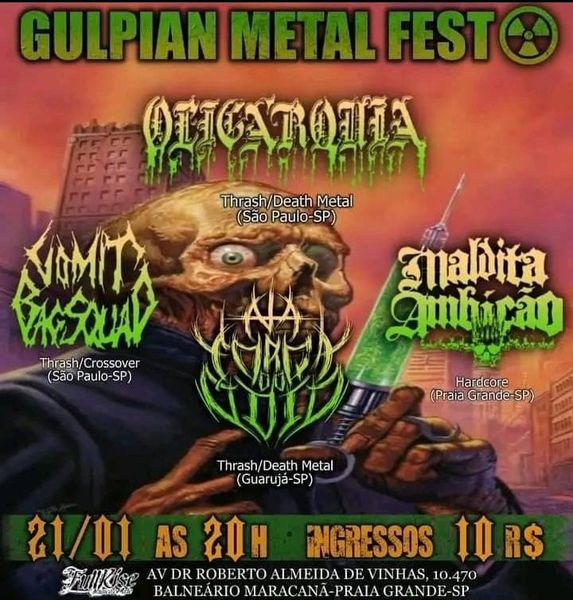 GULPIAN METAL FEST
OLIGARQUIA
Thrash/Death Metal
(São Paulo-SP)
VOMIT
BAGSQUAD
Thrash/Crossover
(São Paulo-SP)
Maldita
Ambição
Hardcore
(Praia Grande-SP)
Thrash/Death Metal
(Guarujá-SP)
21/01 AS 20H INGRESSOS 10 R$
FullRise
AV DR ROBERTO ALMEIDA DE VINHAS, 10.470
BALNEÁRIO MARACANÃ-PRAIA GRANDE-SP